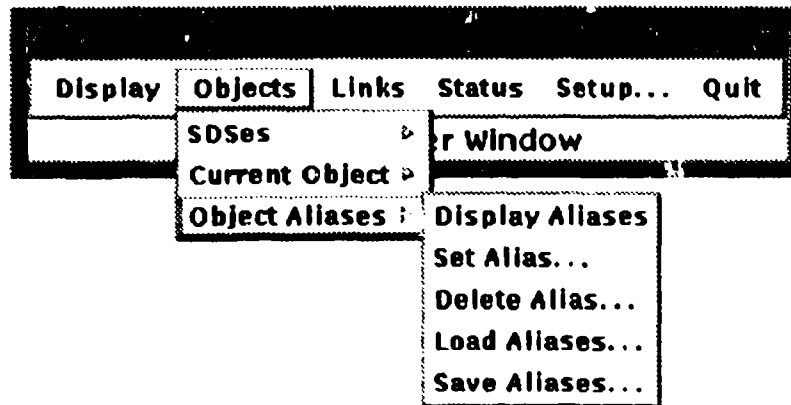 Display Objects Links Status Setup... Quit
SDSes
r Window
Current Object
Object Aliases
Display Aliases
Set Alias...
Delete Alias...
Load Aliases...
Save Aliases...